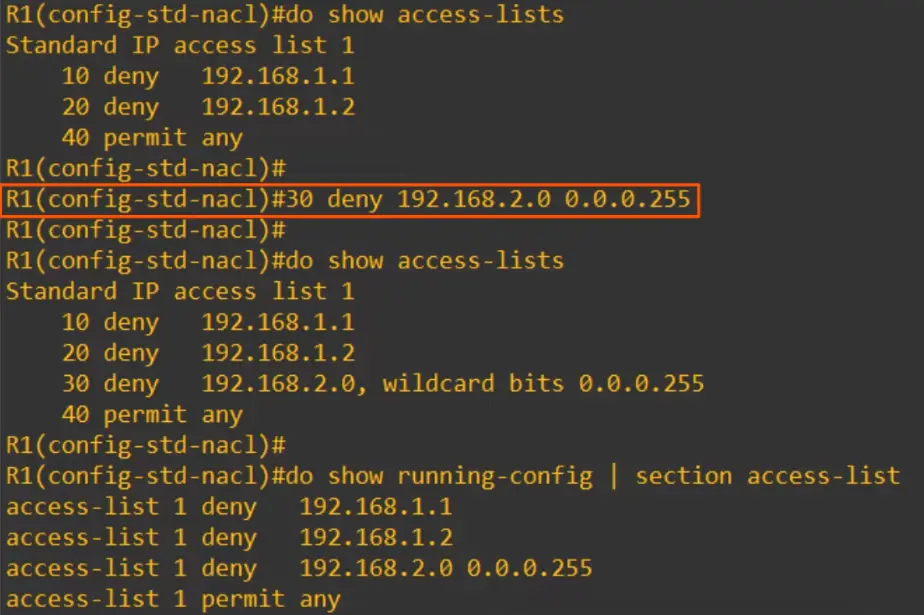 R1(config-std-nacl)#do show access-lists
Standard IP access list 1
    10 deny   192.168.1.1
    20 deny   192.168.1.2
    40 permit any
R1(config-std-nacl)#
R1(config-std-nacl)#30 deny 192.168.2.0 0.0.0.255
R1(config-std-nacl)#
R1(config-std-nacl)#do show access-lists
Standard IP access list 1
    10 deny   192.168.1.1
    20 deny   192.168.1.2
    30 deny   192.168.2.0, wildcard bits 0.0.0.255
    40 permit any
R1(config-std-nacl)#
R1(config-std-nacl)#do show running-config | section access-list
access-list 1 deny   192.168.1.1
access-list 1 deny   192.168.1.2
access-list 1 deny   192.168.2.0 0.0.0.255
access-list 1 permit any